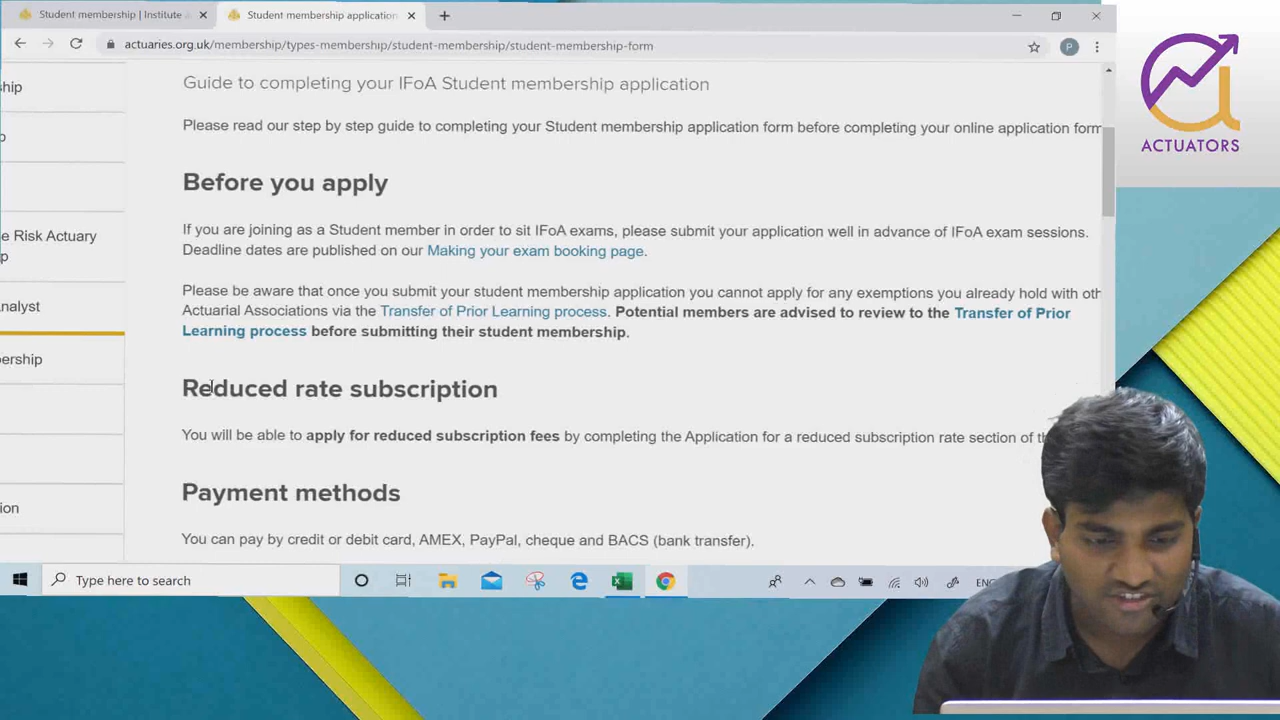 Student membership | Institute
Student membership application
actuaries.org.uk/membership/types-membership/student-membership/student-membership-form
P
Guide to completing your IFoA Student membership application
Please read our step by step guide to completing your Student membership application form before completing your online application form
Before you apply
If you are joining as a Student member in order to sit IFoA exams, please submit your application well in advance of IFoA exam sessions.
Deadline dates are published on our Making your exam booking page.
Please be aware that once you submit your student membership application you cannot apply for any exemptions you already hold with oth
Actuarial Associations via the Transfer of Prior Learning process. Potential members are advised to review to the Transfer of Prior
Learning process before submitting their student membership.
Reduced rate subscription
You will be able to apply for reduced subscription fees by completing the Application for a reduced subscription rate section of th
Payment methods
You can pay by credit or debit card, AMEX, PayPal, cheque and BACS (bank transfer).
hip
p
e Risk Actuary
p
nalyst
ership
ion
Type here to search
ENG
ACTUATORS